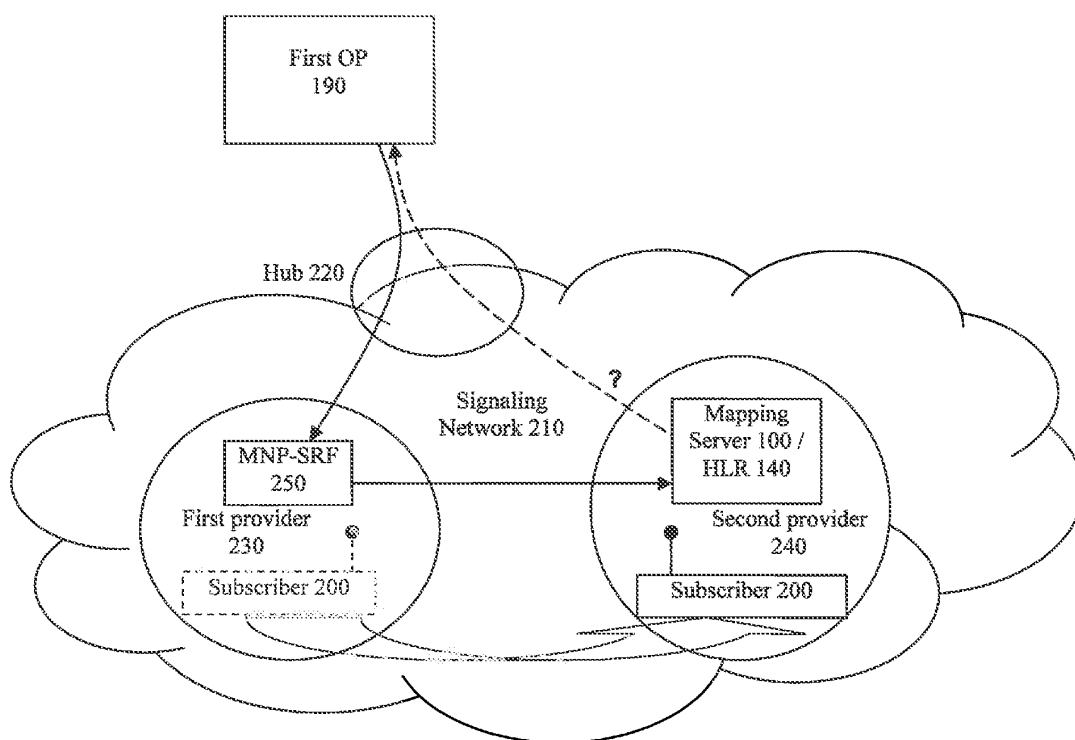 First OP
190
Hub 220
?
Signaling
Network 210
Mapping
Server 100 /
HLR 140
MNP-SRF
250
First provider
230
Second provider
240
Subscriber 200
Subscriber 200